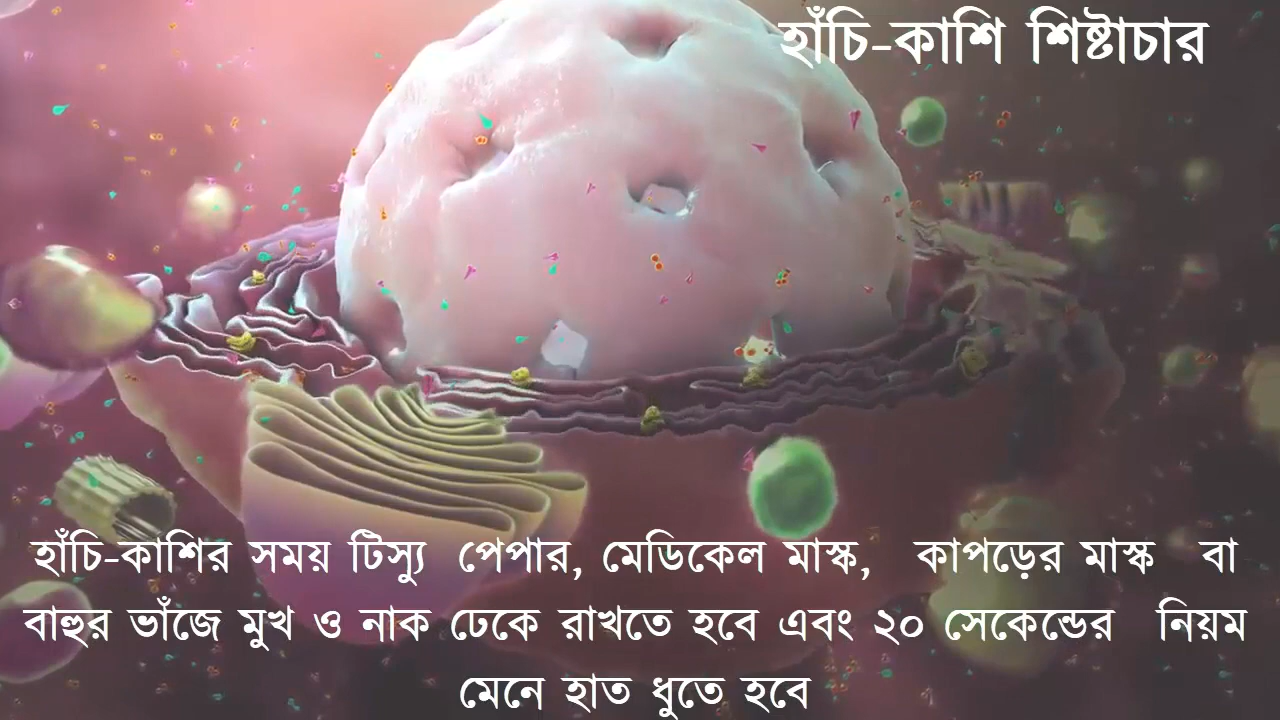 হাঁচি-কাশি শিষ্টাচার
হাঁচি-কাশির সময় টিস্যু পেপার, মেডিকেল মাস্ক, কাপড়ের মাস্ক বা
বাহুর ভাঁজে মুখ ও নাক ঢেকে রাখতে হবে এবং ২০ সেকেন্ডের নিয়ম
মেনে হাত ধুতে হবে